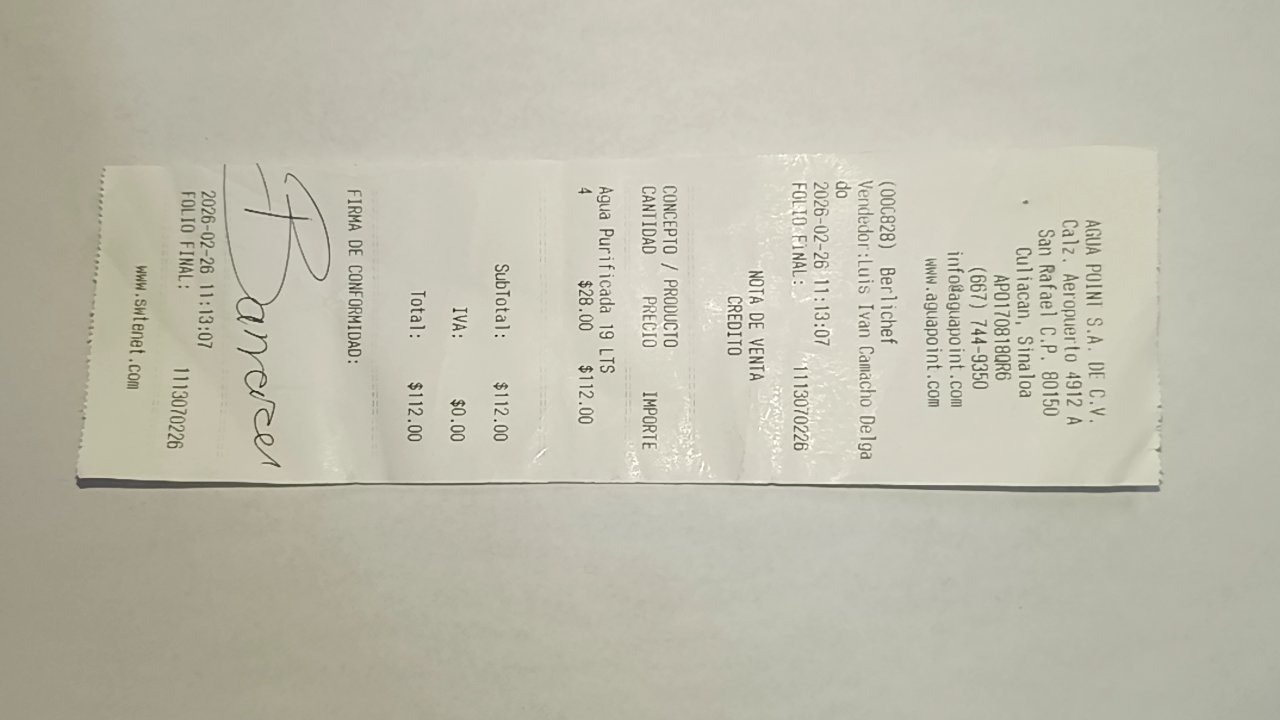 AGUA POINT S.A. DE C.V.
Calz. Aeropuerto 4912 A
San Rafael C.P. 80150
Culiacan, Sinaloa
APO170818QR6
(667) 744-9350
info@aguapoint.com
www.aguapoint.com
(00C828) Berlichef
Vendedor:Luis Ivan Camacho Delga
do
2026-02-26 11:13:07
FOLIO FINAL: 1113070226
NOTA DE VENTA
CREDITO
CONCEPTO / PRODUCTO
CANTIDAD PRECIO IMPORTE
Agua Purificada 19 LTS
4 $28.00 $112.00
SubTotal: $112.00
IVA: $0.00
Total: $112.00
FIRMA DE CONFORMIDAD:
2026-02-26 11:13:07
FOLIO FINAL: 1113070226
www.swtenet.com